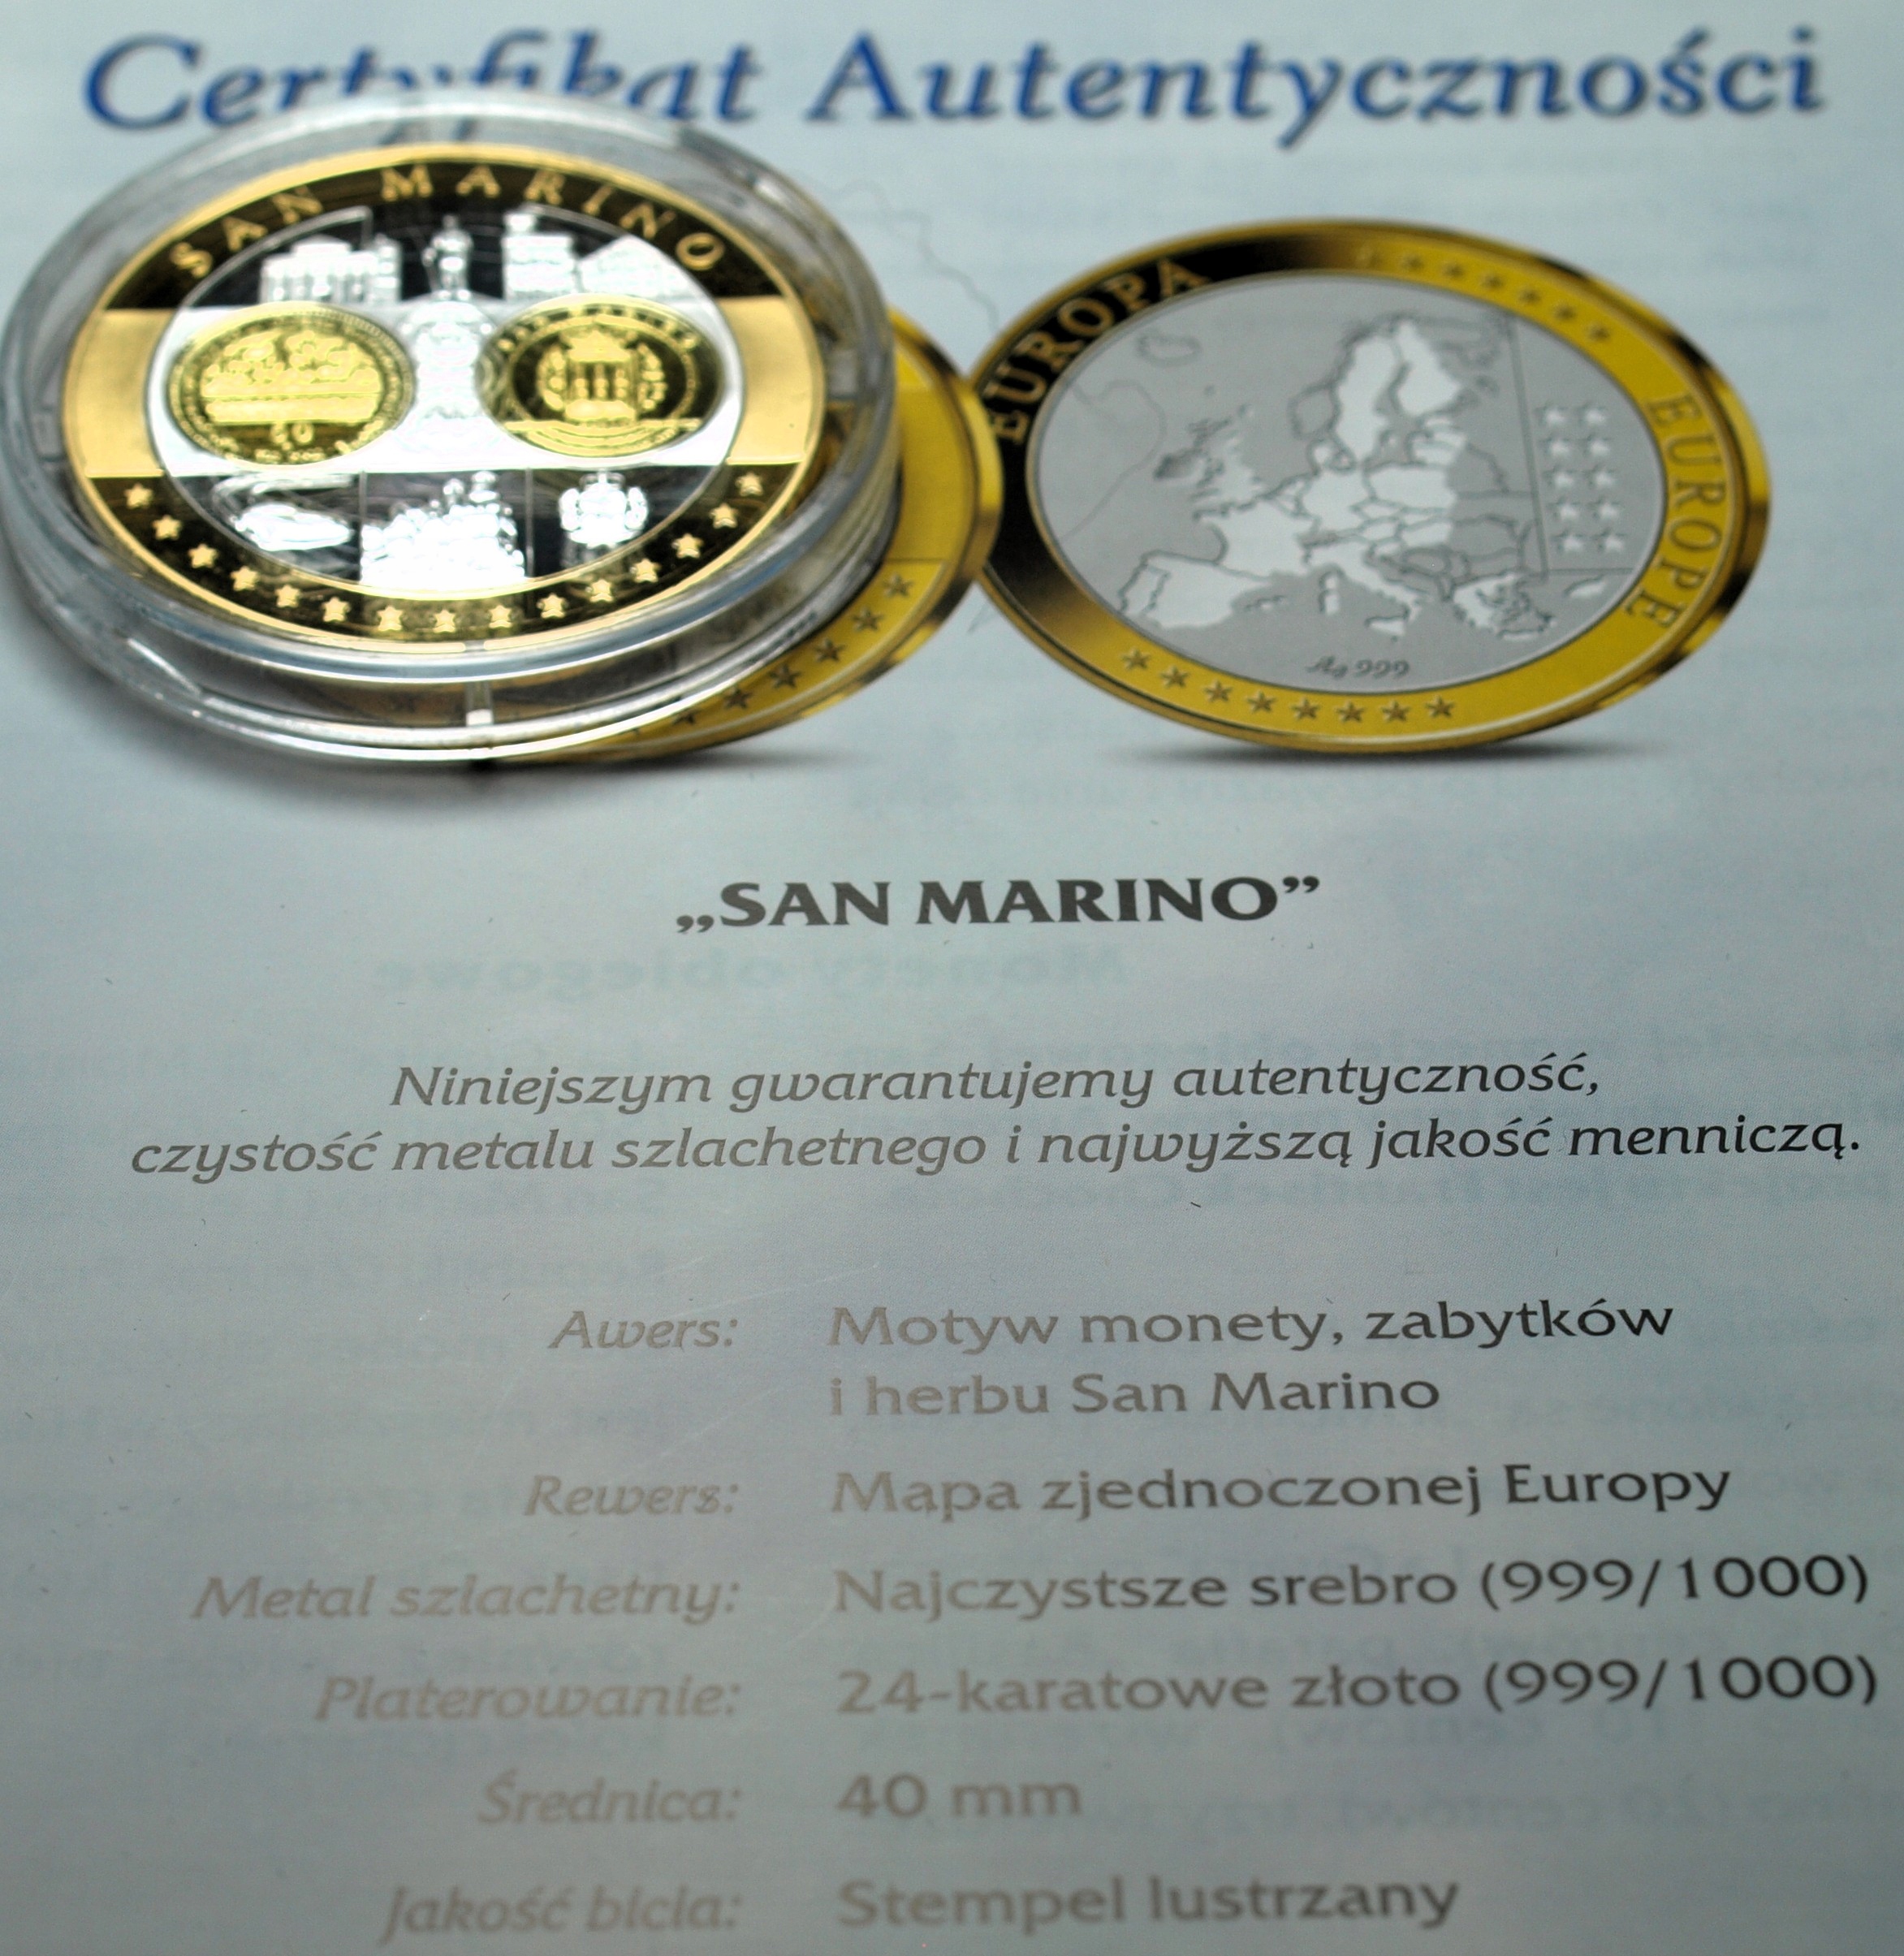 Certyfikat Autentyczności
SAN MARINO
EUROPA
EUROPE
Ag 999
„SAN MARINO”
Niniejszym gwarantujemy autentyczność,
czystość metalu szlachetnego i najwyższą jakość menniczą.
Awers: Motyw monety, zabytków
i herbu San Marino
Rewers: Mapa zjednoczonej Europy
Metal szlachetny: Najczystsze srebro (999/1000)
Platerowanie: 24-karatowe złoto (999/1000)
Średnica: 40 mm
Jakość bicia: Stempel lustrzany